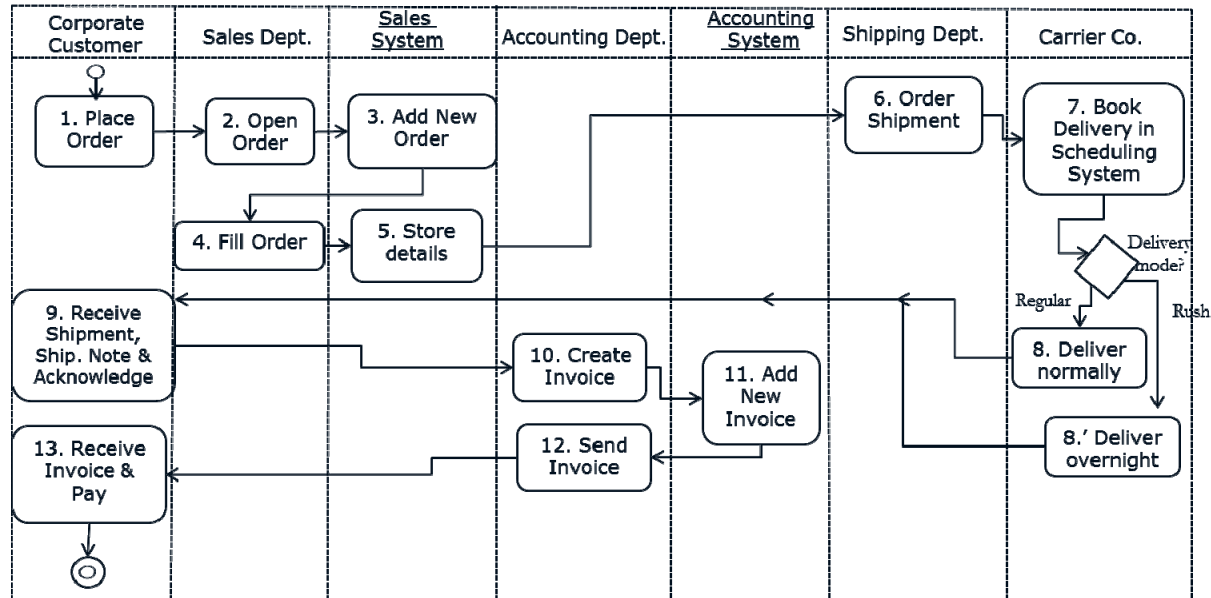 Corporate
Customer
Sales Dept.
Sales
System
Accounting Dept.
Accounting
System
Shipping Dept.
Carrier Co.
1. Place
Order
2. Open
Order
3. Add New
Order
6. Order
Shipment
7. Book
Delivery in
Scheduling
System
4. Fill Order
5. Store
details
Delivery
mode?
Regular
Rush
9. Receive
Shipment,
Ship. Note &
Acknowledge
10. Create
Invoice
11. Add
New
Invoice
8. Deliver
normally
13. Receive
Invoice &
Pay
12. Send
Invoice
8.’ Deliver
overnight